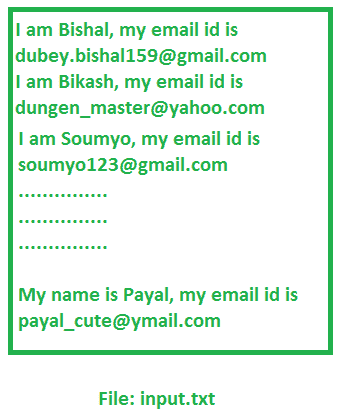 I am Bishal, my email id is
dubey.bishal159@gmail.com
I am Bikash, my email id is
dungen_master@yahoo.com
I am Soumyo, my email id is
soumyo123@gmail.com
...............
...............
...............
My name is Payal, my email id is
payal_cute@ymail.com
File: input.txt